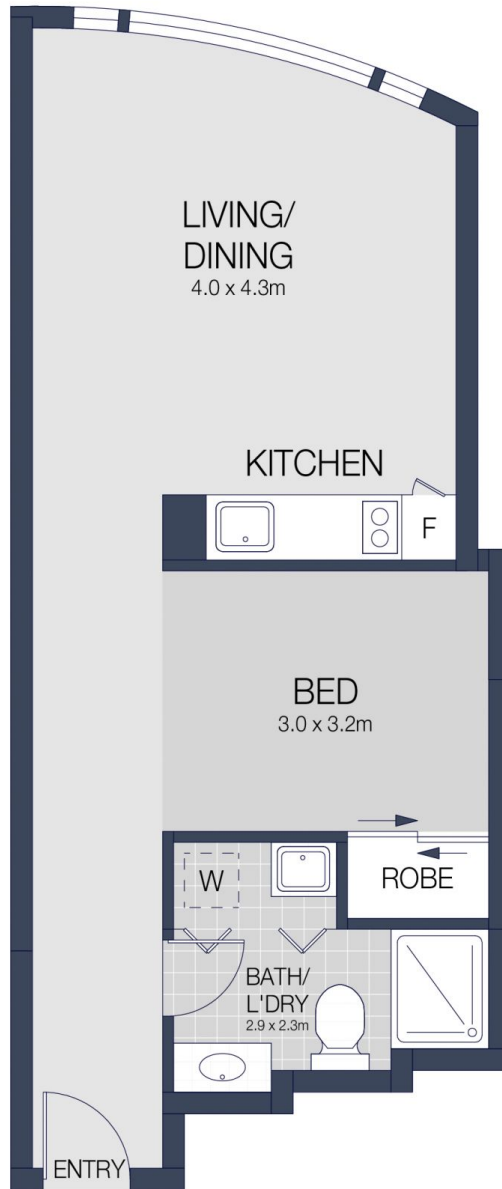 LIVING/
DINING
4.0 x 4.3m
KITCHEN
F
BED
3.0 x 3.2m
W
ROBE
BATH/
L'DRY
2.9 x 2.3m
ENTRY